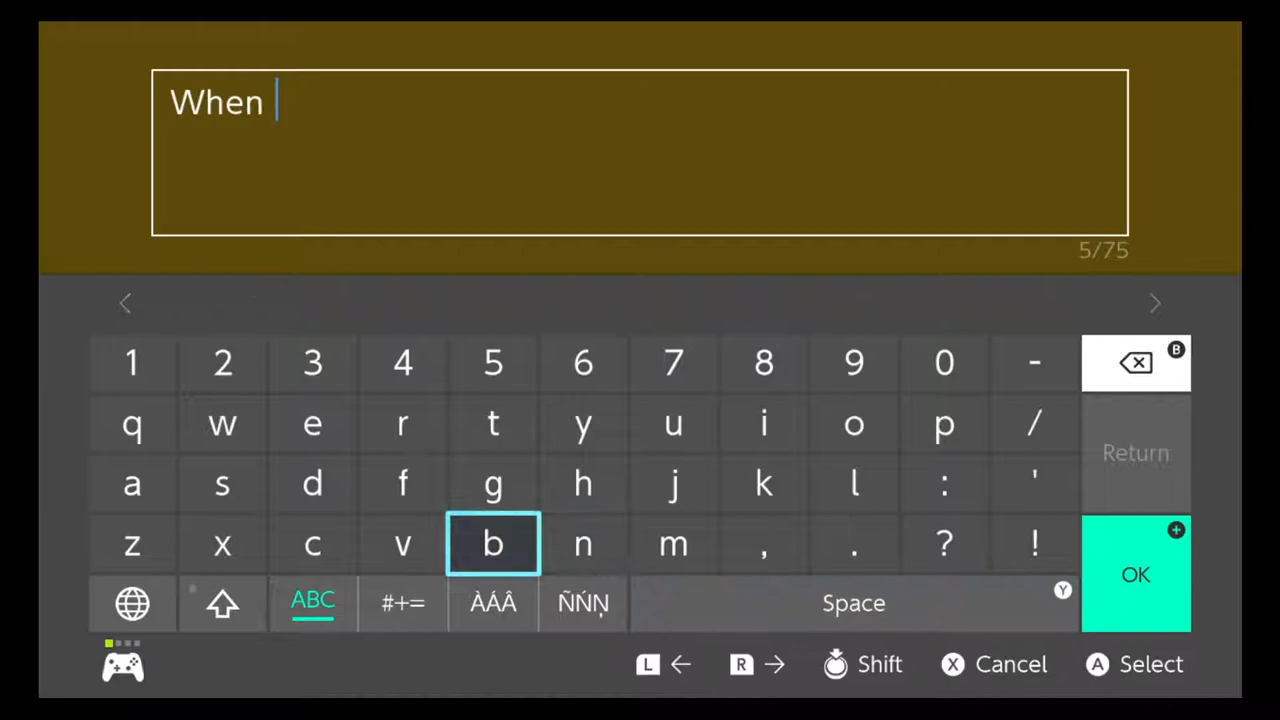 When
5/75
1 2 3 4 5 6 7 8 9 0 - B
q w e r t y u i o p / Return
a s d f g h j k l : '
z x c v b n m , . ? ! + OK
ABC #+= ÀÁÂ ÑŃŅ Space Y
L ← R → Shift X Cancel A Select